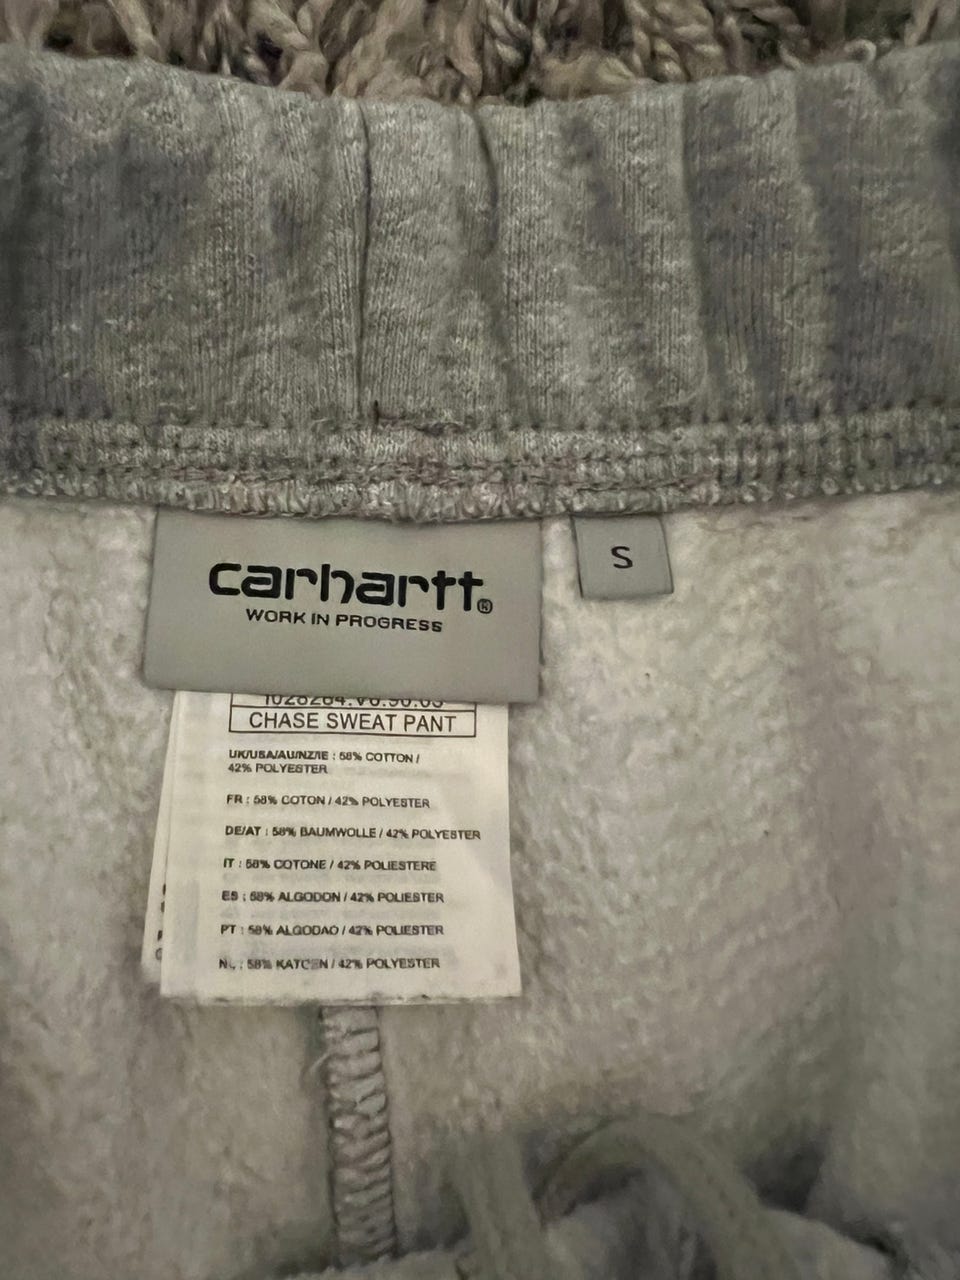 carhartt®
WORK IN PROGRESS
S
CHASE SWEAT PANT
UK/USA/AU/NZ/IE : 58% COTTON /
42% POLYESTER
FR : 58% COTON / 42% POLYESTER
DE/AT : 58% BAUMWOLLE / 42% POLYESTER
IT : 58% COTONE / 42% POLIESTERE
ES : 58% ALGODON / 42% POLIESTER
PT : 58% ALGODAO / 42% POLIESTER
: 58% / 42% POLYESTER